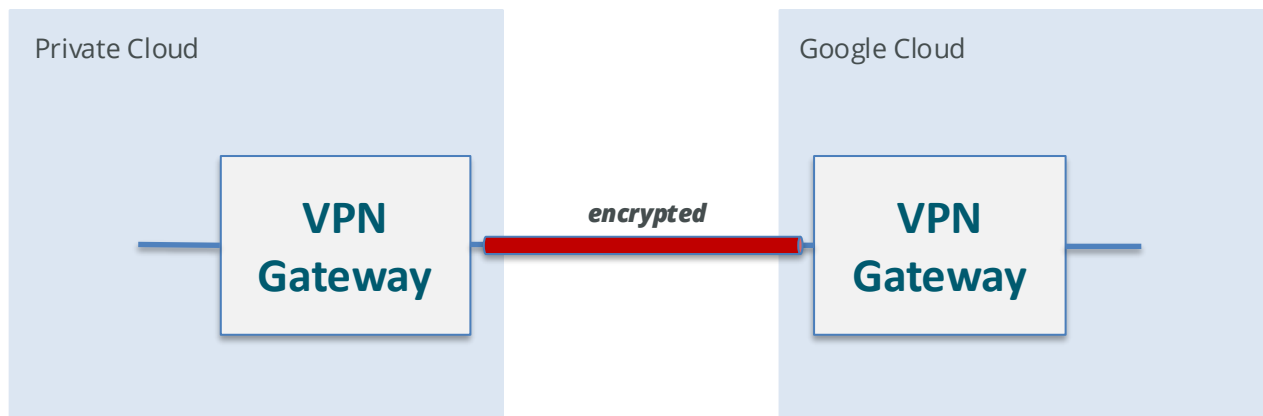 Private Cloud
Google Cloud
VPN
Gateway
encrypted
VPN
Gateway